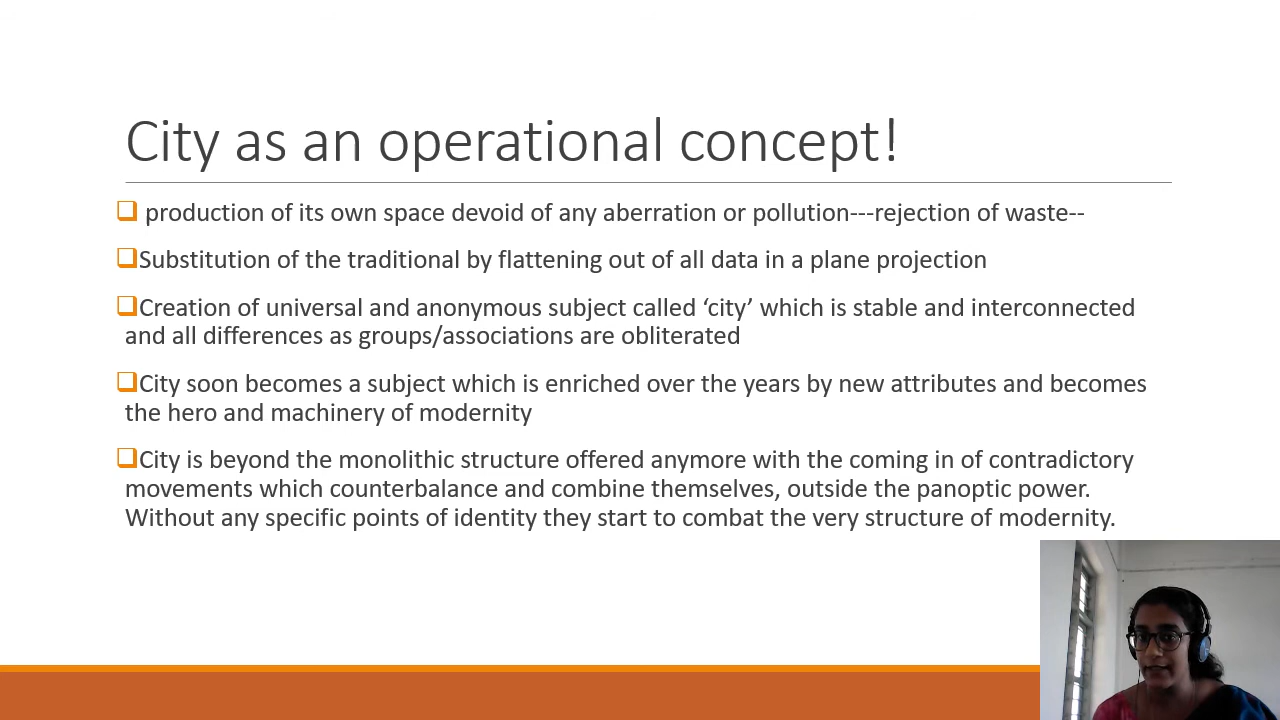 City as an operational concept!
production of its own space devoid of any aberration or pollution---rejection of waste--
Substitution of the traditional by flattening out of all data in a plane projection
Creation of universal and anonymous subject called ‘city’ which is stable and interconnected
and all differences as groups/associations are obliterated
City soon becomes a subject which is enriched over the years by new attributes and becomes
the hero and machinery of modernity
City is beyond the monolithic structure offered anymore with the coming in of contradictory
movements which counterbalance and combine themselves, outside the panoptic power.
Without any specific points of identity they start to combat the very structure of modernity.